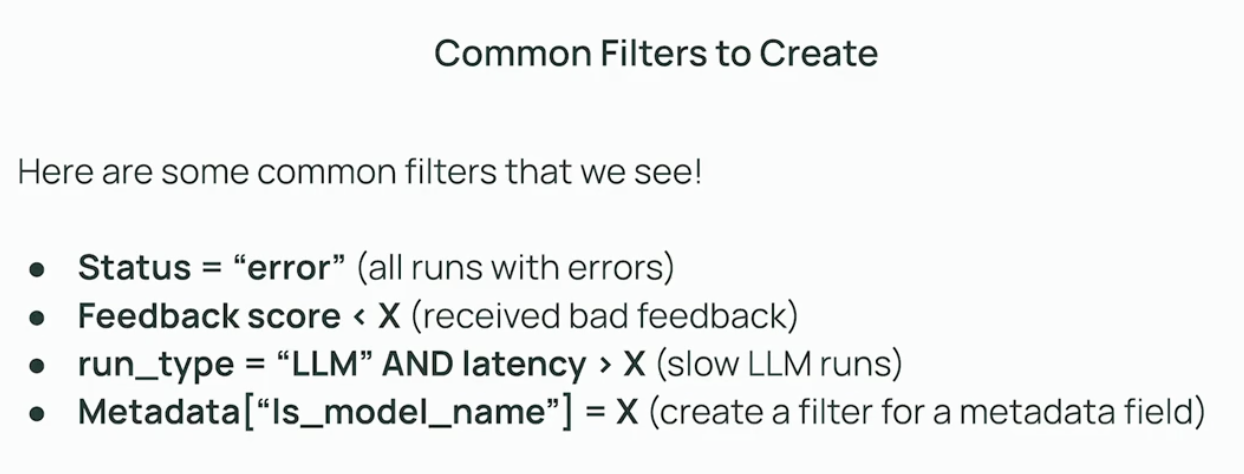 Common Filters to Create
Here are some common filters that we see!
● Status = “error” (all runs with errors)
● Feedback score < X (received bad feedback)
● run_type = “LLM” AND latency > X (slow LLM runs)
● Metadata[“ls_model_name”] = X (create a filter for a metadata field)